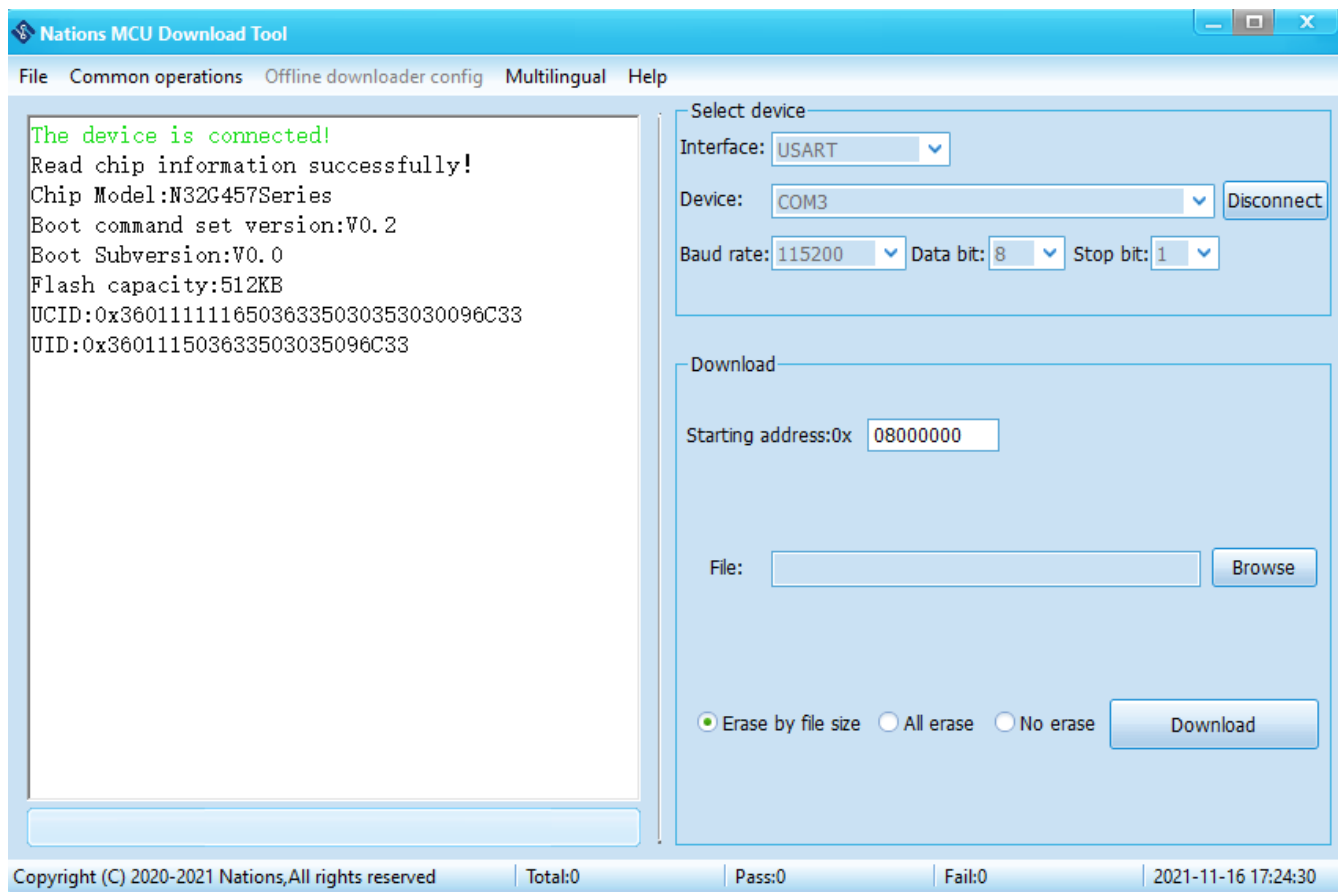 Nations MCU Download Tool
File Common operations Offline downloader config Multilingual Help
The device is connected!
Read chip information successfully!
Chip Model:N32G457Series
Boot command set version:V0.2
Boot Subversion:V0.0
Flash capacity:512KB
UCID:0x36011111165036335030353030096C33
UID:0x360111503633503035096C33
Select device
Interface: USART
Device: COM3 Disconnect
Baud rate: 115200 Data bit: 8 Stop bit: 1
Download
Starting address:0x 08000000
File: Browse
Erase by file size All erase No erase Download
Copyright (C) 2020-2021 Nations,All rights reserved Total:0 Pass:0 Fail:0 2021-11-16 17:24:30